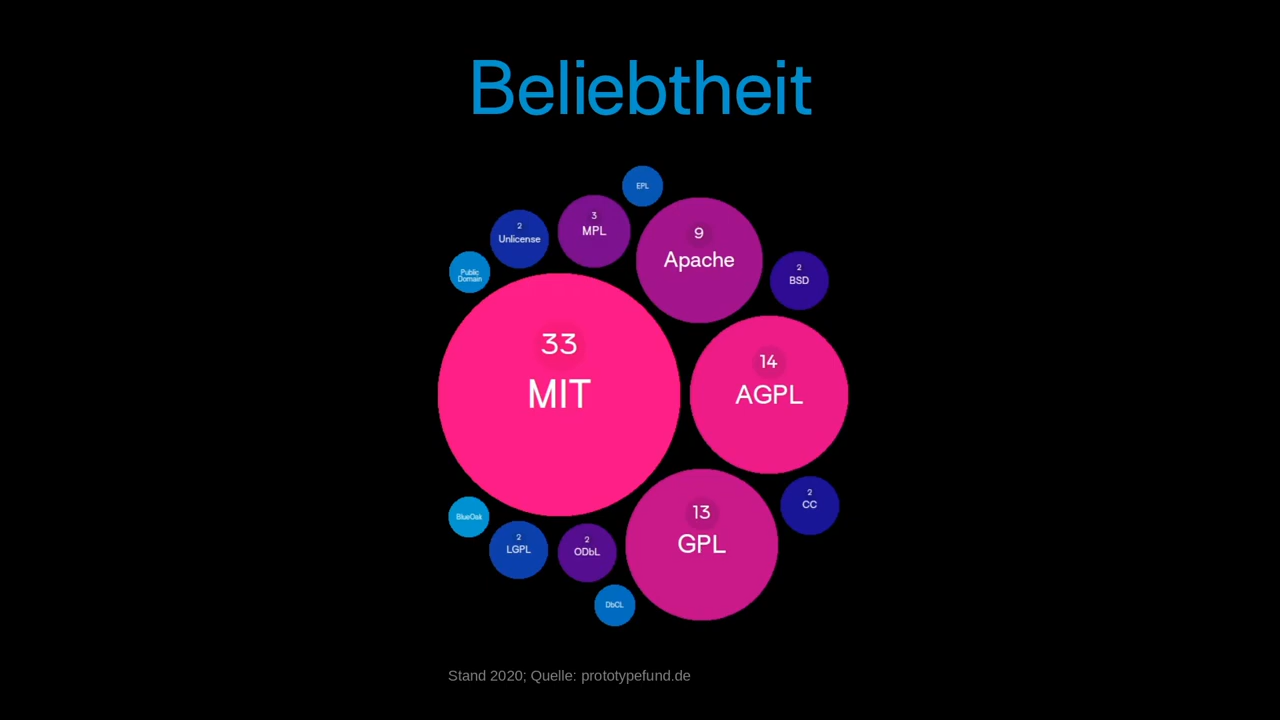 Beliebtheit
EPL
3
MPL
2
Unlicense
9
Apache
Public
Domain
2
BSD
33
MIT
14
AGPL
2
CC
13
GPL
BlueOak
2
LGPL
2
ODbL
DbCL
Stand 2020; Quelle: prototypefund.de